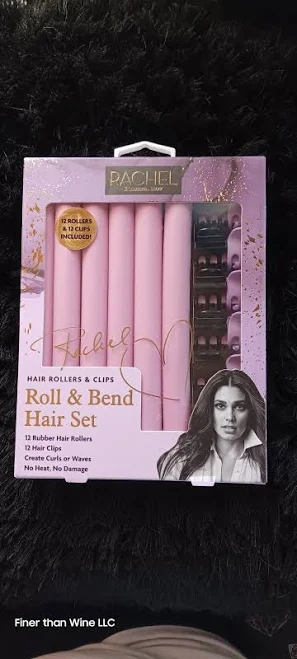 RACHEL
12 ROLLERS
& 12 CLIPS
INCLUDED!
Rachel
HAIR ROLLERS & CLIPS
Roll & Bend
Hair Set
12 Rubber Hair Rollers
12 Hair Clips
Create Curls or Waves
No Heat, No Damage
Finer than Wine LLC